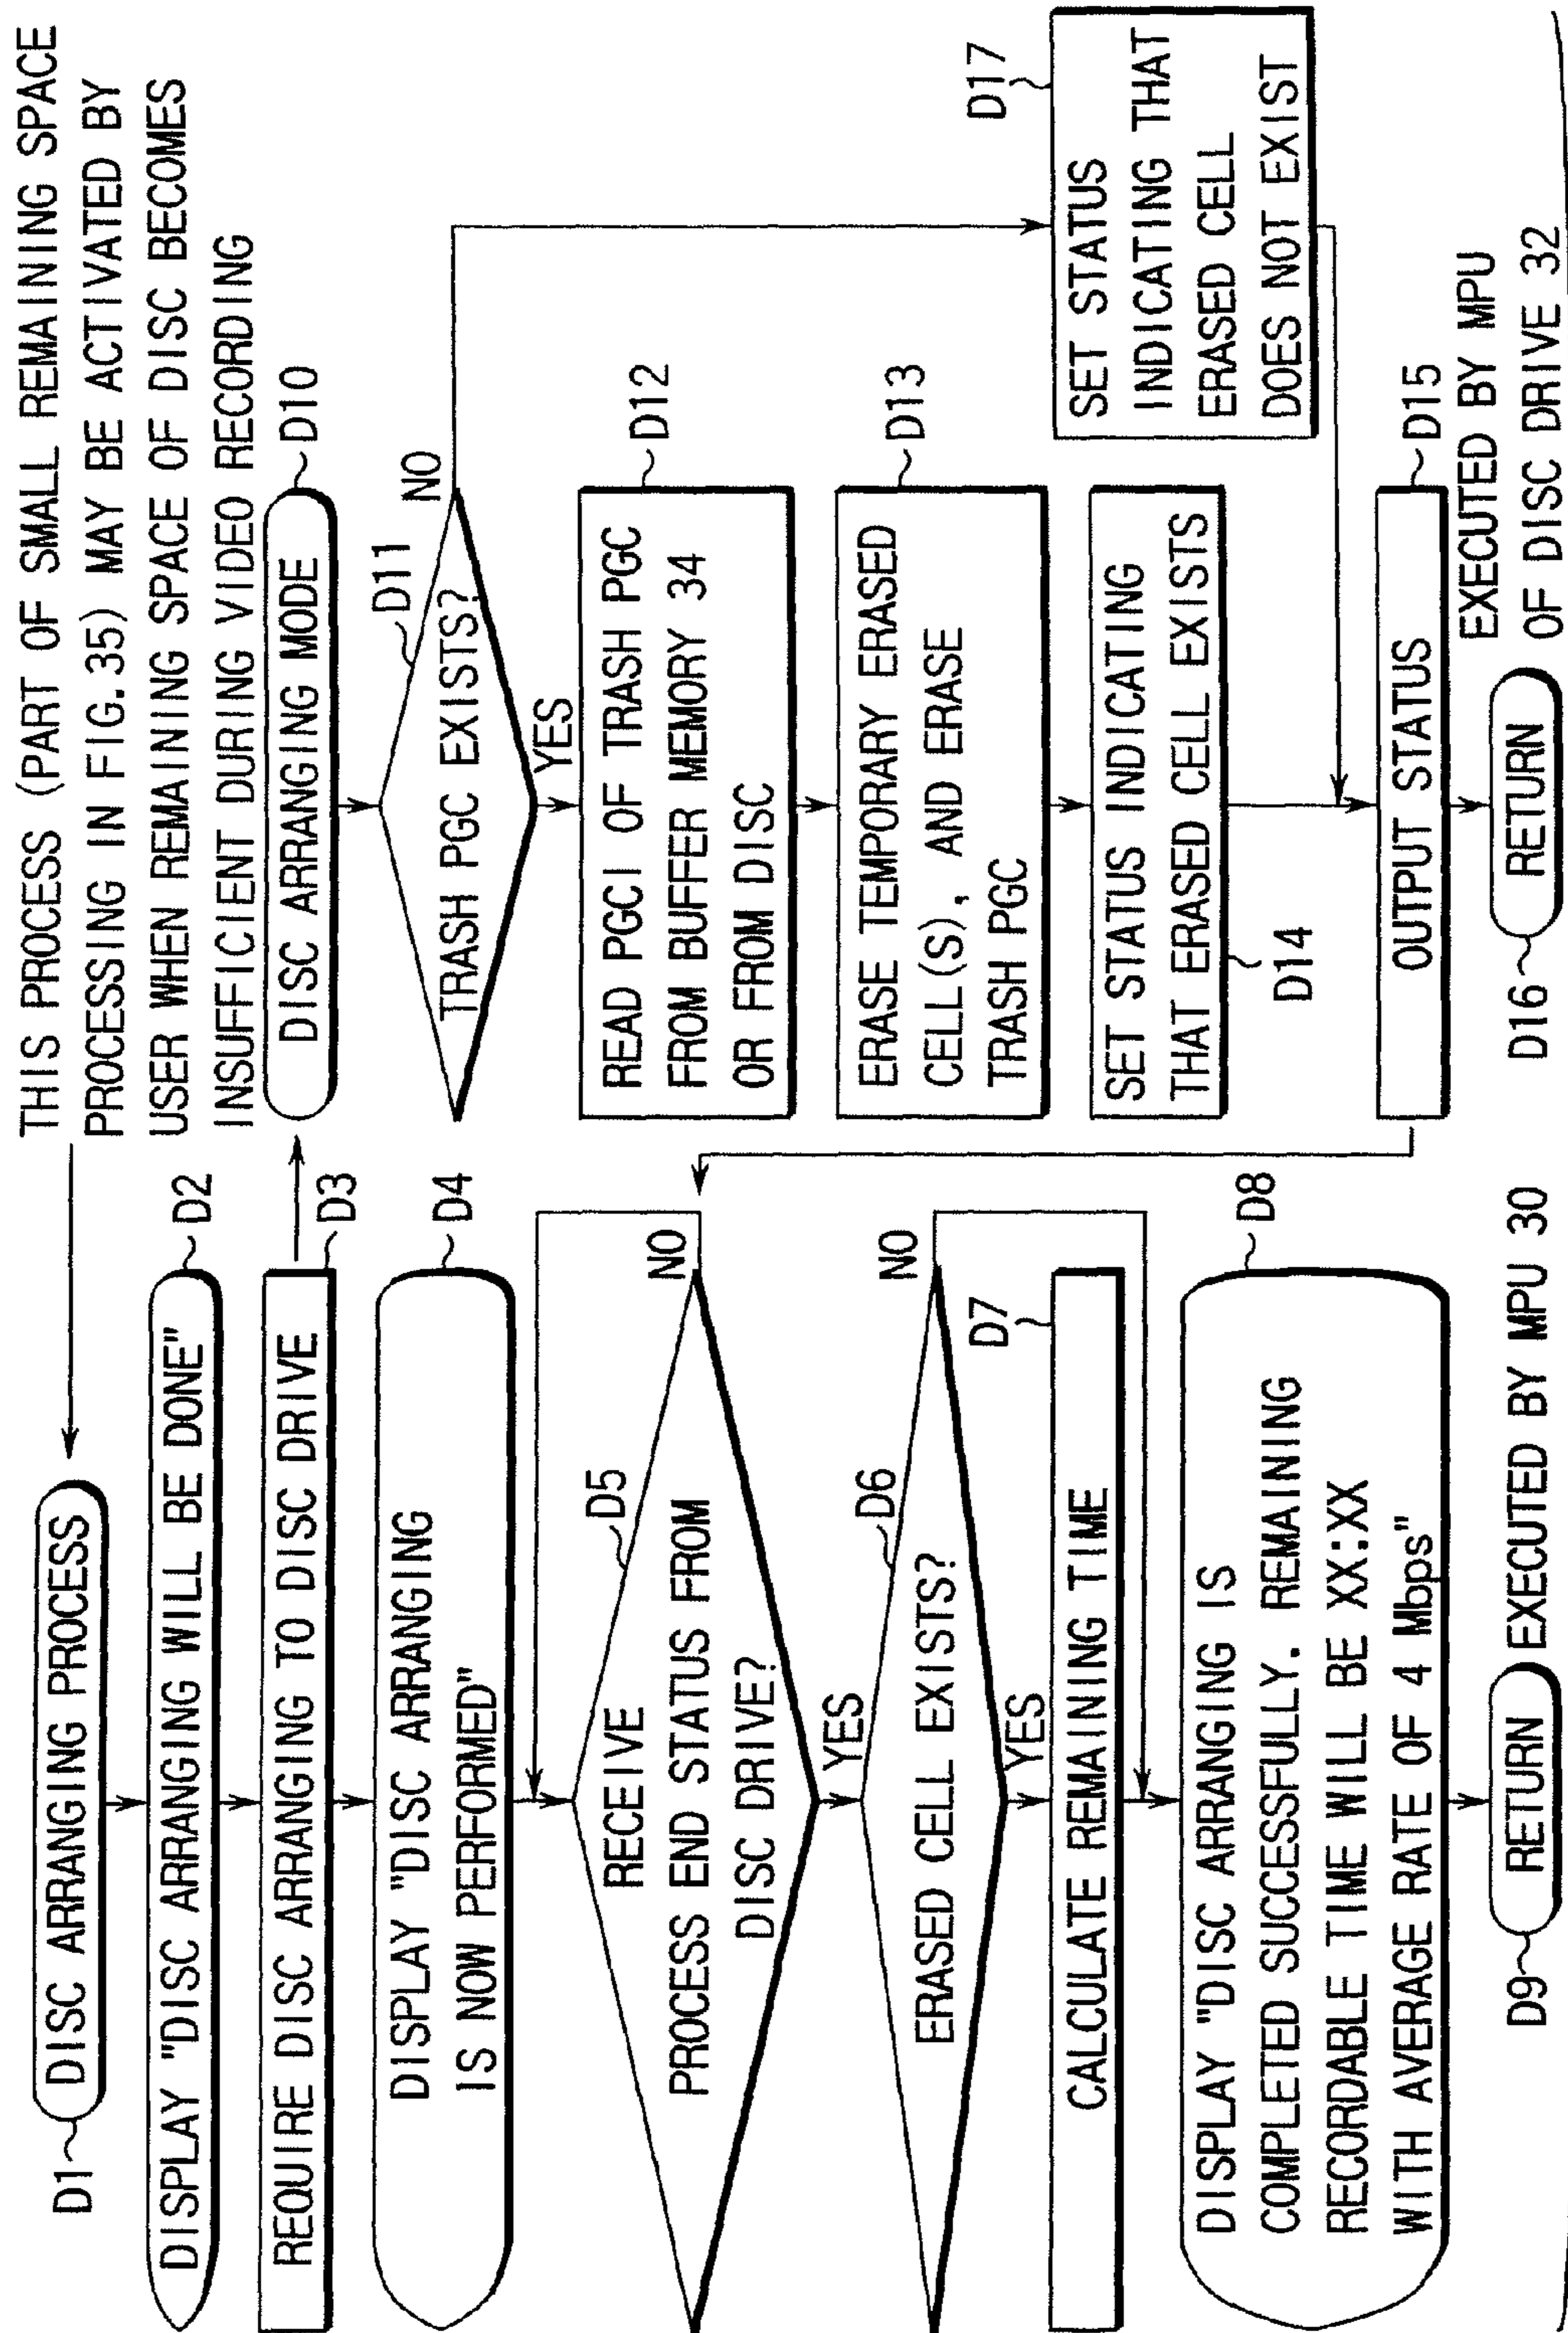 THIS PROCESS (PART OF SMALL REMAINING SPACE
PROCESSING IN FIG.35) MAY BE ACTIVATED BY
USER WHEN REMAINING SPACE OF DISC BECOMES
INSUFFICIENT DURING VIDEO RECORDING
D1
DISC ARRANGING PROCESS
D2
DISPLAY "DISC ARRANGING WILL BE DONE"
D3
REQUIRE DISC ARRANGING TO DISC DRIVE
D4
DISPLAY "DISC ARRANGING
IS NOW PERFORMED"
D5
RECEIVE
PROCESS END STATUS FROM
DISC DRIVE?
NO
YES
D6
ERASED CELL EXISTS?
NO
YES
D7
CALCULATE REMAINING TIME
D8
DISPLAY "DISC ARRANGING IS
COMPLETED SUCCESSFULLY. REMAINING
RECORDABLE TIME WILL BE XX:XX
WITH AVERAGE RATE OF 4 Mbps"
D9
RETURN
EXECUTED BY MPU 30
D10
DISC ARRANGING MODE
D11
TRASH PGC EXISTS?
NO
YES
D12
READ PGCI OF TRASH PGC
FROM BUFFER MEMORY 34
OR FROM DISC
D13
ERASE TEMPORARY ERASED
CELL(S), AND ERASE
TRASH PGC
SET STATUS INDICATING
THAT ERASED CELL EXISTS
D14
D17
SET STATUS
INDICATING THAT
ERASED CELL
DOES NOT EXIST
D15
OUTPUT STATUS
D16
RETURN
EXECUTED BY MPU
OF DISC DRIVE 32